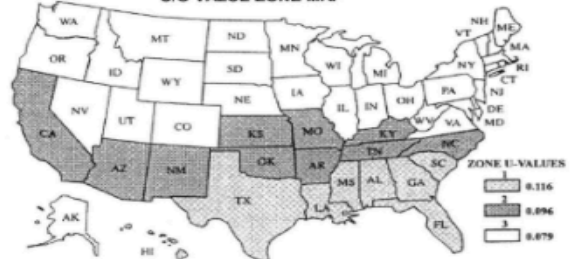 U/O VALUE ZONE MAP
WA MT ND MN VT NH ME
OR ID WY SD WI MI NY MA
RI
CT
NV UT CO NE IA IL IN OH PA NJ
DE
MD
WV VA
CA AZ NM KS MO KY
OK AR TN NC
SC
TX LA MS AL GA
FL
AK
HI
ZONE U-VALUES
1
0.116
2
0.096
3
0.079